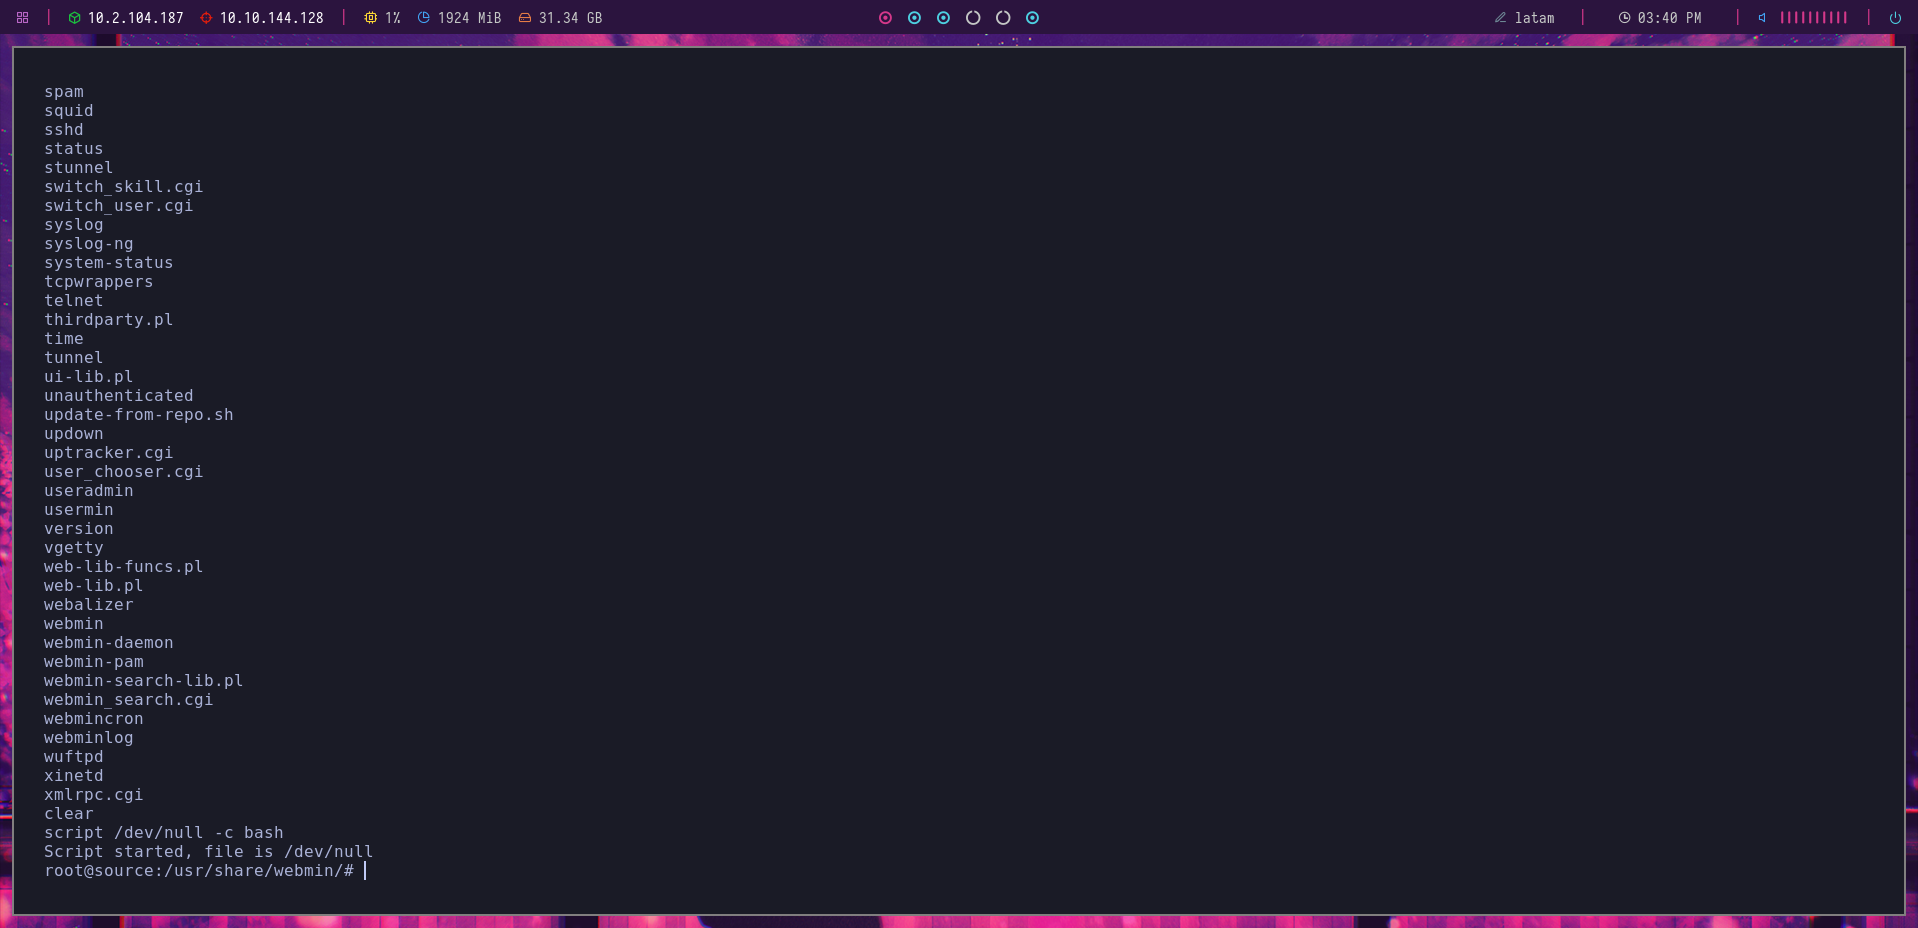 10.2.104.187 10.10.144.128 1% 1924 MiB 31.34 GB latam 03:40 PM
spam
squid
sshd
status
stunnel
switch_skill.cgi
switch_user.cgi
syslog
syslog-ng
system-status
tcpwrappers
telnet
thirdparty.pl
time
tunnel
ui-lib.pl
unauthenticated
update-from-repo.sh
updown
uptracker.cgi
user_chooser.cgi
useradmin
usermin
version
vgetty
web-lib-funcs.pl
web-lib.pl
webalizer
webmin
webmin-daemon
webmin-pam
webmin-search-lib.pl
webmin_search.cgi
webmincron
webminlog
wuftpd
xinetd
xmlrpc.cgi
clear
script /dev/null -c bash
Script started, file is /dev/null
root@source:/usr/share/webmin/#